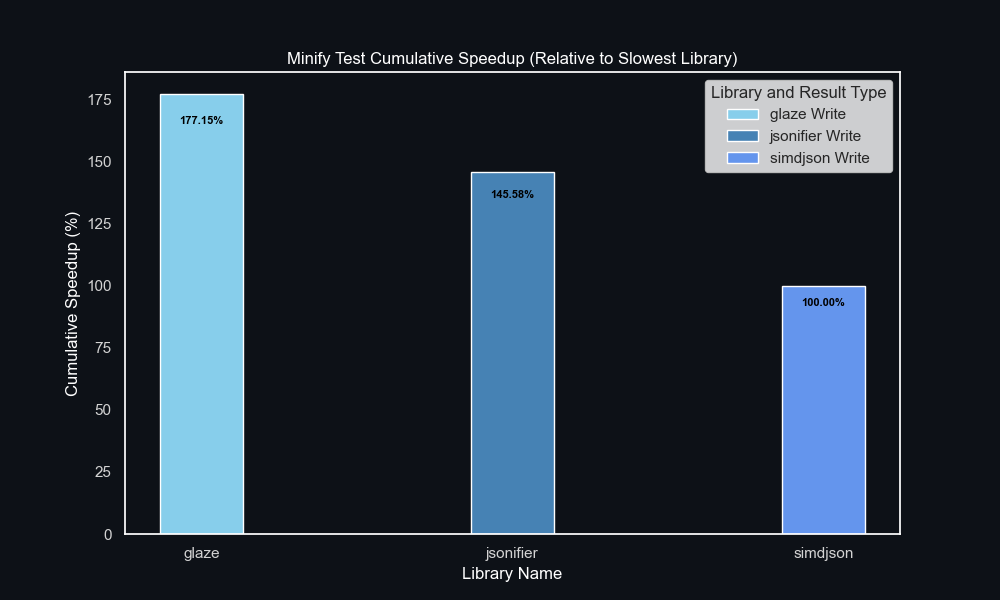 Minify Test Cumulative Speedup (Relative to Slowest Library)
Library and Result Type
glaze Write
jsonifier Write
simdjson Write
Cumulative Speedup (%)
175
150
125
100
75
50
25
0
177.15%
145.58%
100.00%
glaze
jsonifier
simdjson
Library Name